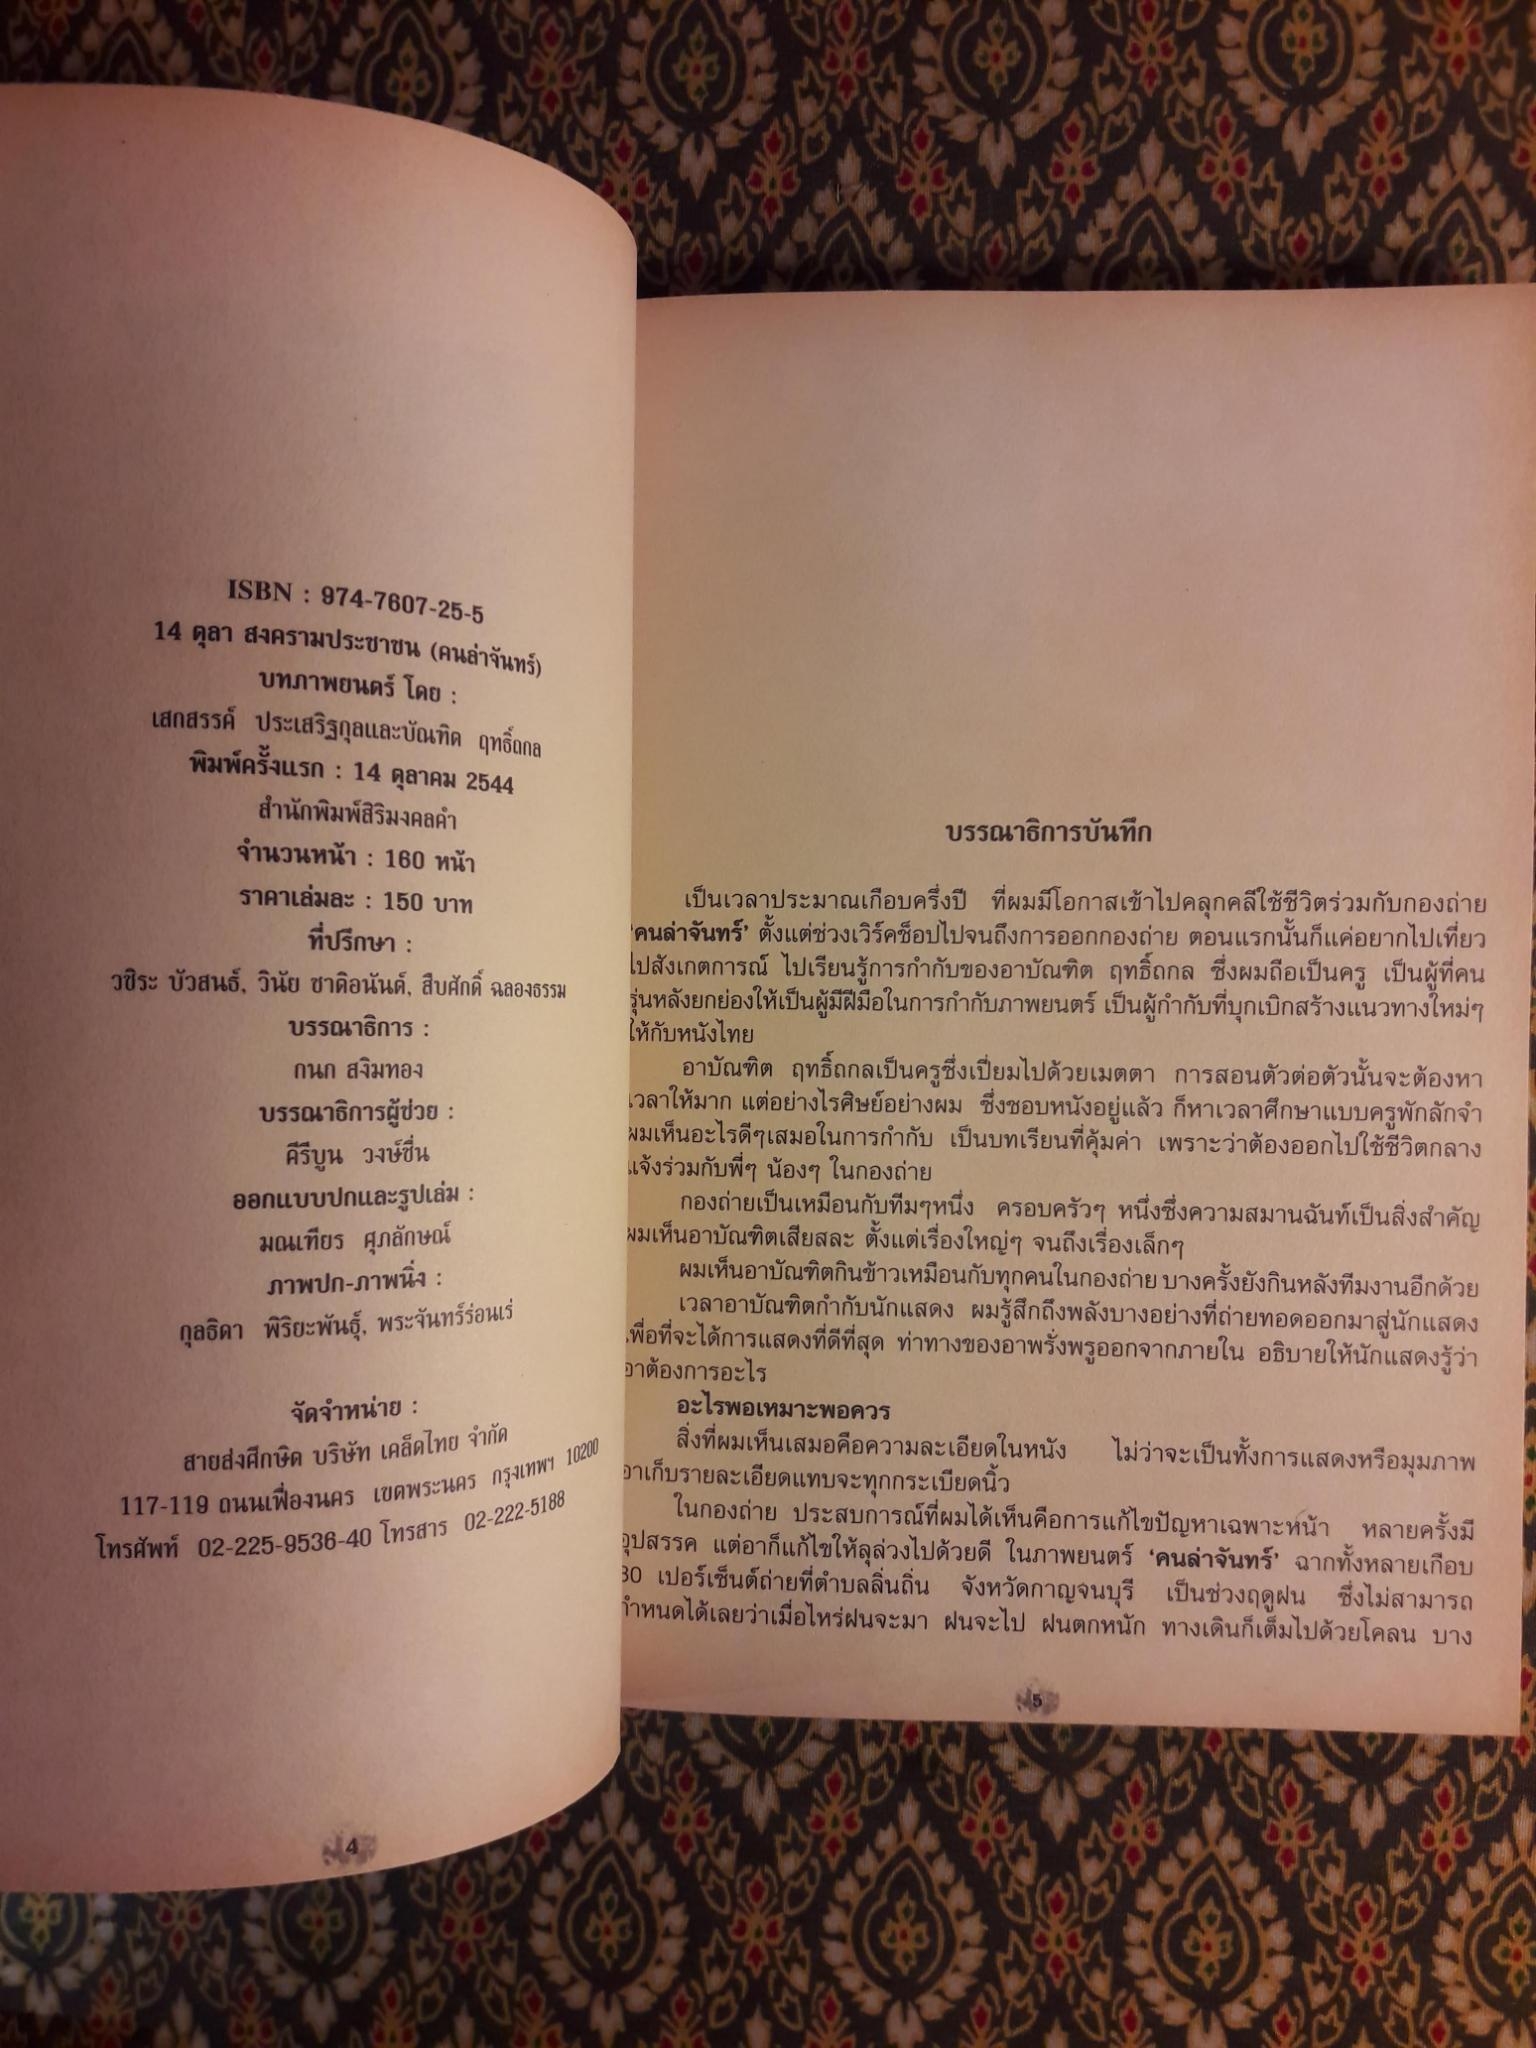 ISBN : 974-7607-25-5
14 ตุลา สงครามประชาชน (คนล่าจันทร์)
บทภาพยนตร์ โดย :
เสกสรรค์ ประเสริฐกุลและบัณฑิต ฤทธิ์ถกล
พิมพ์ครั้งแรก : 14 ตุลาคม 2544
สำนักพิมพ์สิริมงคลคำ
จำนวนหน้า : 160 หน้า
ราคาเล่มละ : 150 บาท
ที่ปรึกษา :
วชิระ บัวสนธ์, วินัย ชาติอนันต์, สืบศักดิ์ ฉลองธรรม
บรรณาธิการ :
กนก สงิมทอง
บรรณาธิการผู้ช่วย :
คีรีบูน วงษ์ชื่น
ออกแบบปกและรูปเล่ม :
มณเฑียร ศุภลักษณ์
ภาพปก-ภาพนิ่ง :
กุลธิดา พิริยะพันธุ์, พระจันทร์ร่อนเร่
จัดจำหน่าย :
สายส่งศึกษิต บริษัท เคล็ดไทย จำกัด
117-119 ถนนเฟื่องนคร เขตพระนคร กรุงเทพฯ 10200
โทรศัพท์ 02-225-9536-40 โทรสาร 02-222-5188
4
บรรณาธิการบันทึก
เป็นเวลาประมาณเกือบครึ่งปี ที่ผมมีโอกาสเข้าไปคลุกคลีใช้ชีวิตร่วมกับกองถ่าย
'คนล่าจันทร์' ตั้งแต่ช่วงเวิร์คช็อปไปจนถึงการออกกองถ่าย ตอนแรกนั้นก็แค่อยากไปเที่ยว
ไปสังเกตการณ์ ไปเรียนรู้การกำกับของอาบัณฑิต ฤทธิ์ถกล ซึ่งผมถือเป็นครู เป็นผู้ที่คน
รุ่นหลังยกย่องให้เป็นผู้มีฝีมือในการกำกับภาพยนตร์ เป็นผู้กำกับที่บุกเบิกสร้างแนวทางใหม่ๆ
ให้กับหนังไทย
อาบัณฑิต ฤทธิ์ถกลเป็นครูซึ่งเปี่ยมไปด้วยเมตตา การสอนตัวต่อตัวนั้นจะต้องหา
เวลาให้มาก แต่อย่างไรศิษย์อย่างผม ซึ่งชอบหนังอยู่แล้ว ก็หาเวลาศึกษาแบบครูพักลักจำ
ผมเห็นอะไรดีๆเสมอในการกำกับ เป็นบทเรียนที่คุ้มค่า เพราะว่าต้องออกไปใช้ชีวิตกลาง
แจ้งร่วมกับพี่ๆ น้องๆ ในกองถ่าย
กองถ่ายเป็นเหมือนกับทีมๆหนึ่ง ครอบครัวๆ หนึ่งซึ่งความสมานฉันท์เป็นสิ่งสำคัญ
ผมเห็นอาบัณฑิตเสียสละ ตั้งแต่เรื่องใหญ่ๆ จนถึงเรื่องเล็กๆ
ผมเห็นอาบัณฑิตกินข้าวเหมือนกับทุกคนในกองถ่าย บางครั้งยังกินหลังทีมงานอีกด้วย
เวลาอาบัณฑิตกำกับนักแสดง ผมรู้สึกถึงพลังบางอย่างที่ถ่ายทอดออกมาสู่นักแสดง
เพื่อที่จะได้การแสดงที่ดีที่สุด ท่าทางของอาพรั่งพรูออกจากภายใน อธิบายให้นักแสดงรู้ว่า
อาต้องการอะไร
อะไรพอเหมาะพอควร
สิ่งที่ผมเห็นเสมอคือความละเอียดในหนัง ไม่ว่าจะเป็นทั้งการแสดงหรือมุมภาพ
อาเก็บรายละเอียดแทบจะทุกกระเบียดนิ้ว
ในกองถ่าย ประสบการณ์ที่ผมได้เห็นคือการแก้ไขปัญหาเฉพาะหน้า หลายครั้งมี
อุปสรรค แต่อาก็แก้ไขให้ลุล่วงไปด้วยดี ในภาพยนตร์ 'คนล่าจันทร์' ฉากทั้งหลายเกือบ
80 เปอร์เซ็นต์ถ่ายที่ตำบลลิ่นถิ่น จังหวัดกาญจนบุรี เป็นช่วงฤดูฝน ซึ่งไม่สามารถ
กำหนดได้เลยว่าเมื่อไหร่ฝนจะมา ฝนจะไป ฝนตกหนัก ทางเดินก็เต็มไปด้วยโคลน บาง
5